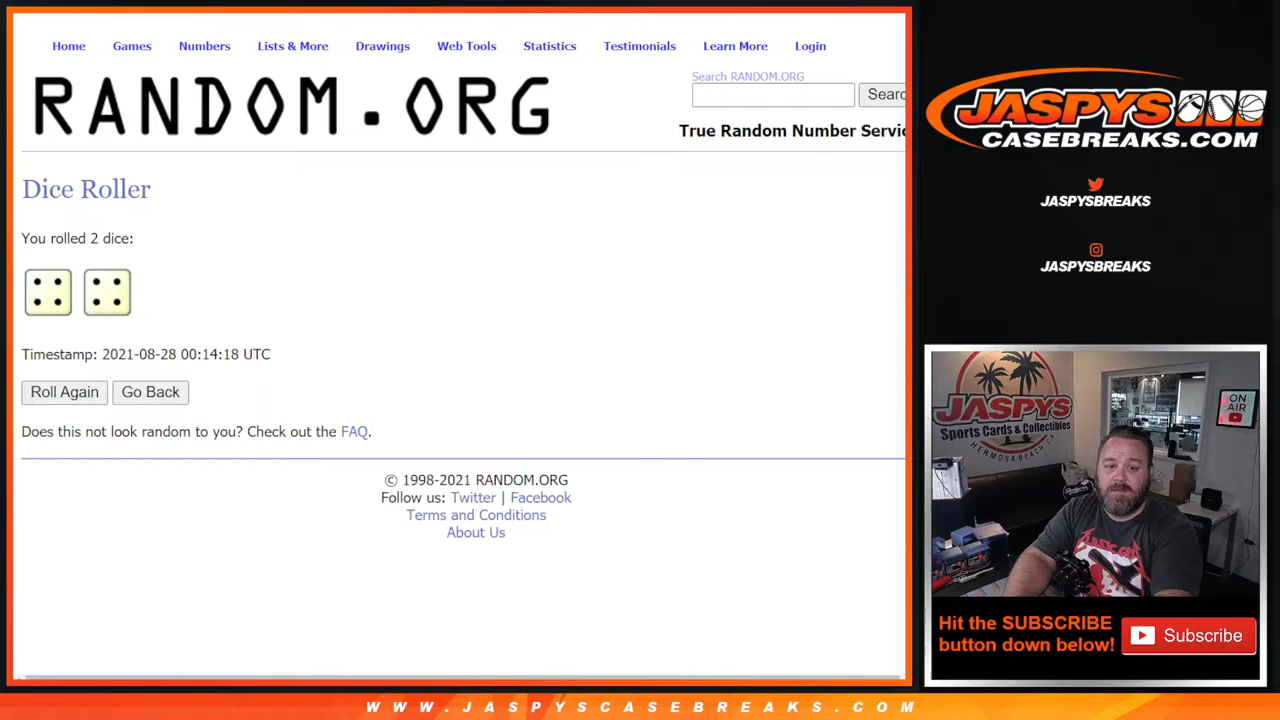 Home Games Numbers Lists & More Drawings Web Tools Statistics Testimonials Learn More Login
RANDOM.ORG
Search RANDOM.ORG
Searc
True Random Number Servic
Dice Roller
You rolled 2 dice:
Timestamp: 2021-08-28 00:14:18 UTC
Roll Again Go Back
Does this not look random to you? Check out the FAQ.
© 1998-2021 RANDOM.ORG
Follow us: Twitter | Facebook
Terms and Conditions
About Us
JASPYS
CASEBREAKS.COM
JASPYSBREAKS
JASPYSBREAKS
JASPYS
Sports Cards & Collectibles
HERMOSA BEACH, CA
ON
AIR
Hit the SUBSCRIBE
button down below!
Subscribe
WWW.JASPYSCASEBREAKS.COM